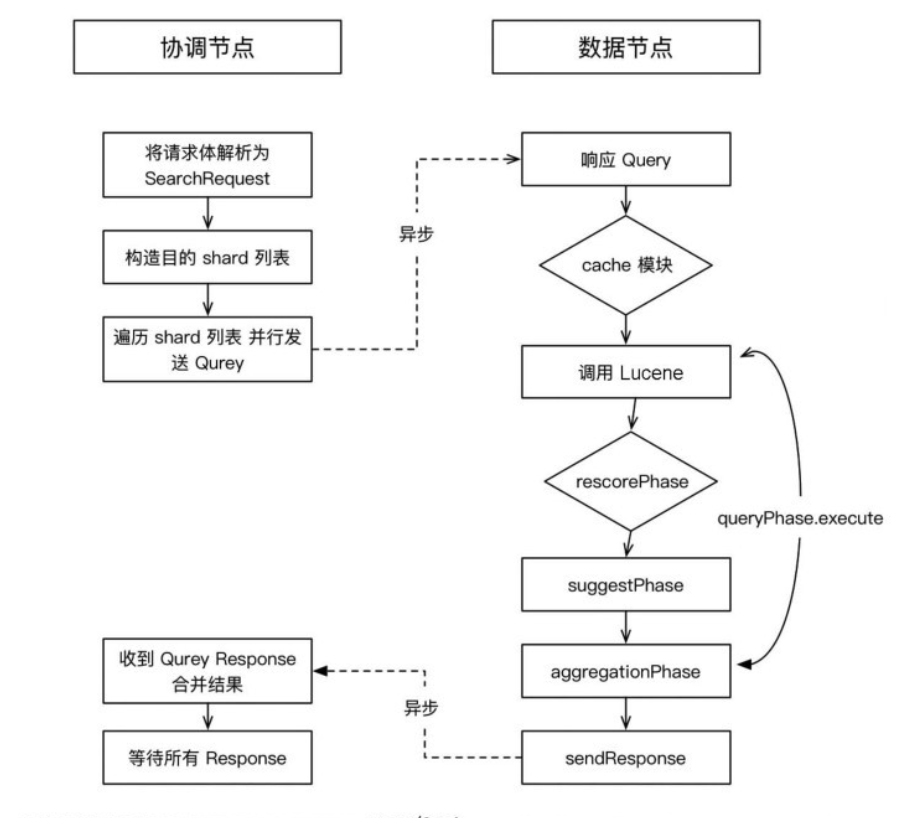 协调节点
数据节点
将请求体解析为
SearchRequest
构造目的 shard 列表
遍历 shard 列表 并行发
送 Qurey
异步
响应 Query
cache 模块
调用 Lucene
rescorePhase
queryPhase.execute
suggestPhase
aggregationPhase
sendResponse
异步
收到 Qurey Response
合并结果
等待所有 Response